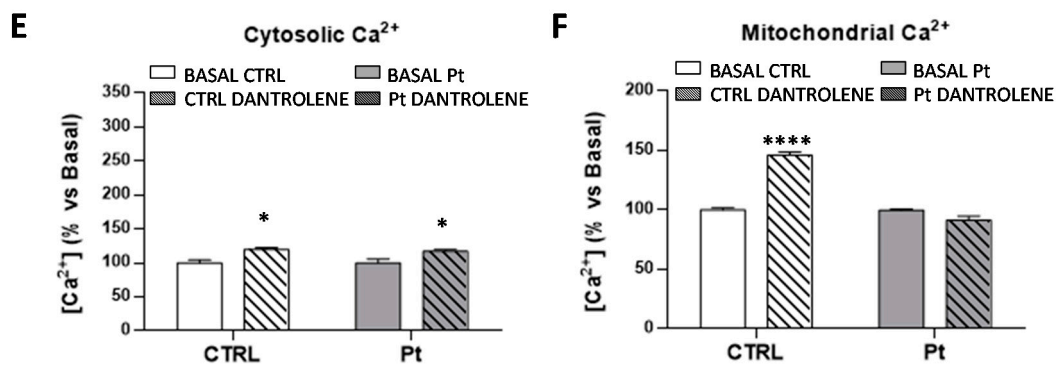 E
Cytosolic Ca²⁺
BASAL CTRL
BASAL Pt
CTRL DANTROLENE
Pt DANTROLENE
[Ca²⁺] (% vs Basal)
350
300
250
200
150
100
50
0
*
*
CTRL
Pt
F
Mitochondrial Ca²⁺
BASAL CTRL
BASAL Pt
CTRL DANTROLENE
Pt DANTROLENE
[Ca²⁺] (% vs Basal)
200
150
100
50
0
****
CTRL
Pt